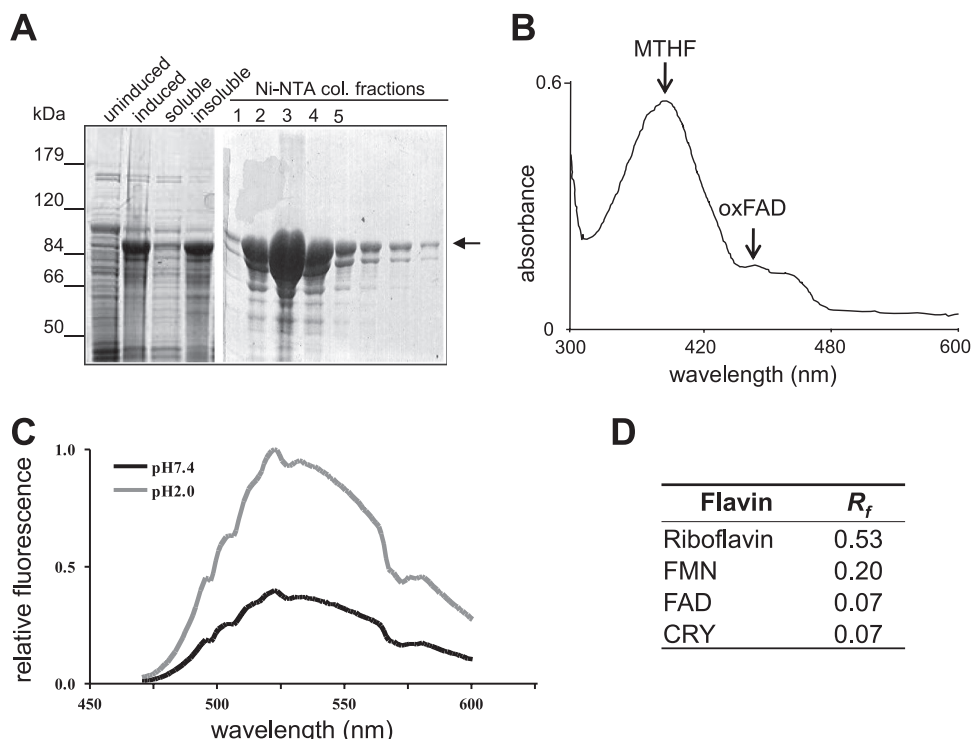 A
kDa
uninduced
induced
soluble
insoluble
Ni-NTA col. fractions
1 2 3 4 5
179
120
84
66
50
B
MTHF
oxFAD
0.6
0
absorbance
300 420 480 600
wavelength (nm)
C
pH7.4
pH2.0
1.0
0.5
0.0
relative fluorescence
450 500 550 600
wavelength (nm)
D
Flavin Rf
Riboflavin 0.53
FMN 0.20
FAD 0.07
CRY 0.07